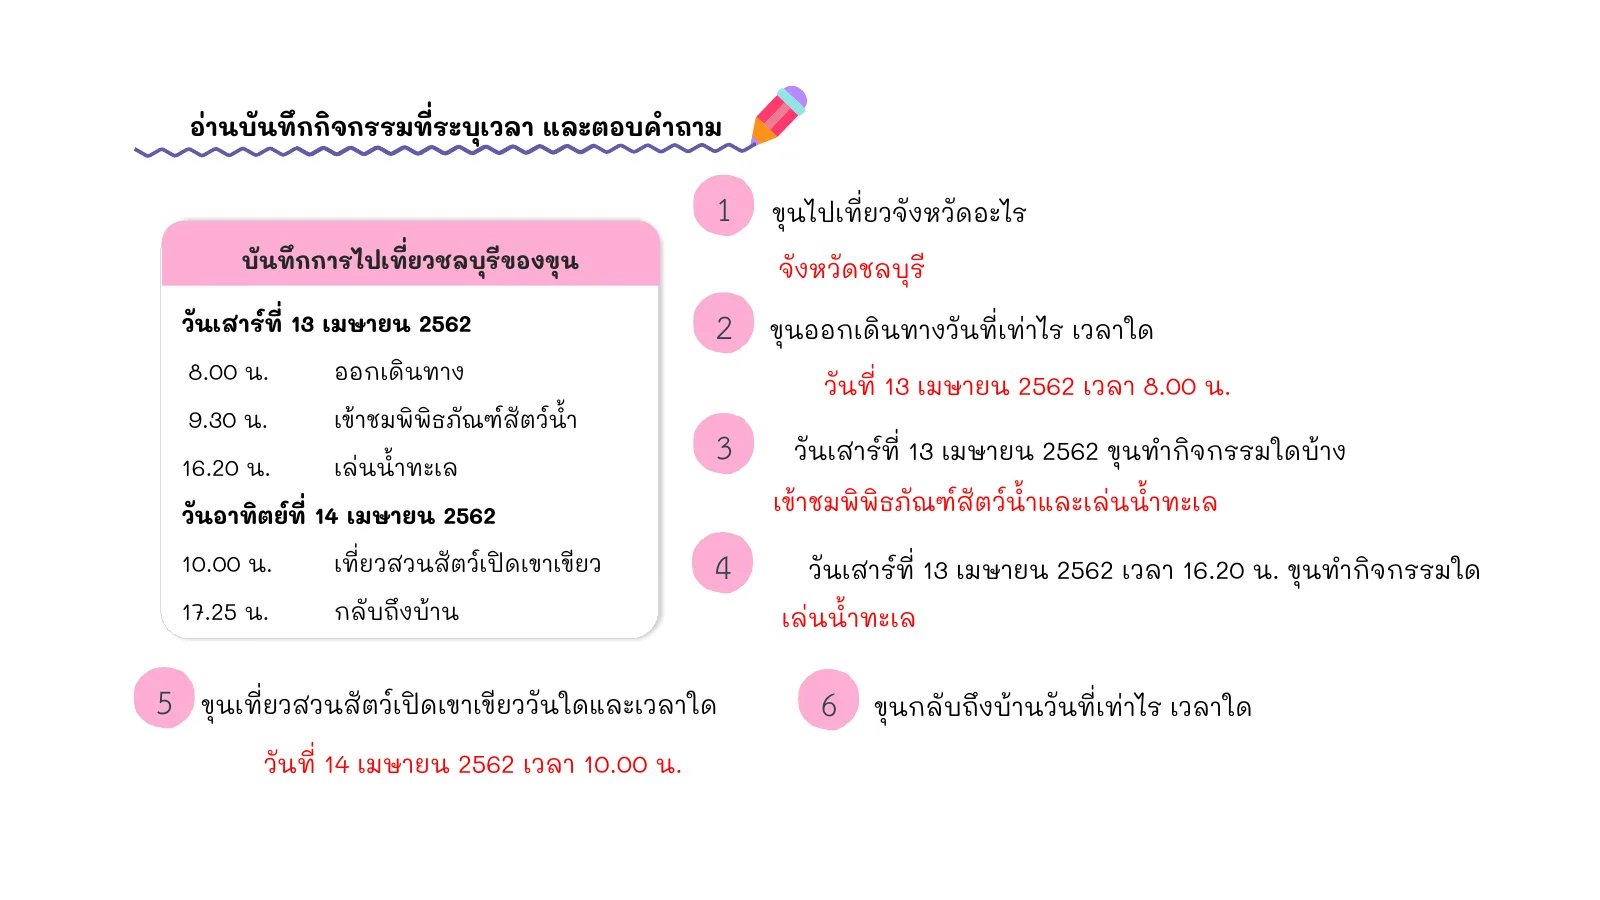 อ่านบันทึกกิจกรรมที่ระบุเวลา และตอบคำถาม
บันทึกการไปเที่ยวชลบุรีของขุน
วันเสาร์ที่ 13 เมษายน 2562
8.00 น. ออกเดินทาง
9.30 น. เข้าชมพิพิธภัณฑ์สัตว์น้ำ
16.20 น. เล่นน้ำทะเล
วันอาทิตย์ที่ 14 เมษายน 2562
10.00 น. เที่ยวสวนสัตว์เปิดเขาเขียว
17.25 น. กลับถึงบ้าน
1 ขุนไปเที่ยวจังหวัดอะไร
จังหวัดชลบุรี
2 ขุนออกเดินทางวันที่เท่าไร เวลาใด
วันที่ 13 เมษายน 2562 เวลา 8.00 น.
3 วันเสาร์ที่ 13 เมษายน 2562 ขุนทำกิจกรรมใดบ้าง
เข้าชมพิพิธภัณฑ์สัตว์น้ำและเล่นน้ำทะเล
4 วันเสาร์ที่ 13 เมษายน 2562 เวลา 16.20 น. ขุนทำกิจกรรมใด
เล่นน้ำทะเล
5 ขุนเที่ยวสวนสัตว์เปิดเขาเขียววันใดและเวลาใด
วันที่ 14 เมษายน 2562 เวลา 10.00 น.
6 ขุนกลับถึงบ้านวันที่เท่าไร เวลาใด